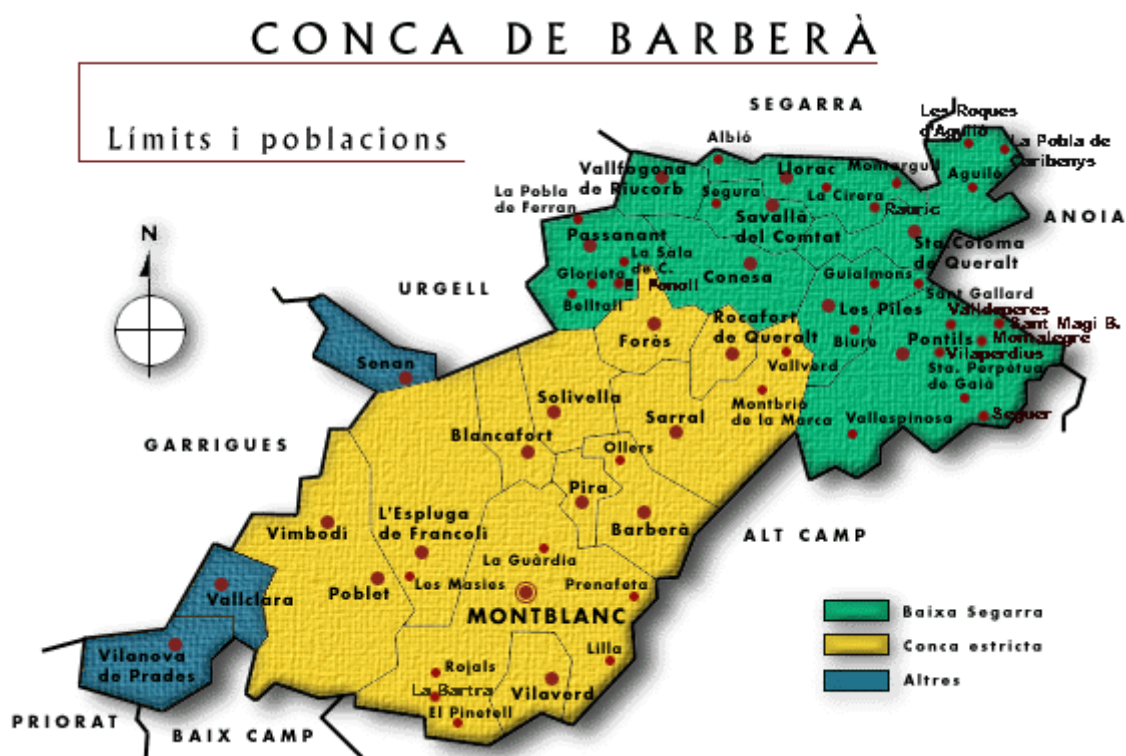 CONCA DE BARBERÀ
Límits i poblacions
SEGARRA
Les Roques
d'Aguiló
La Pobla de
Caribenys
Albió
Vallfogona
de Riucorb
Llorac
Montargull
Aguiló
La Pobla
de Ferran
Segura
La Cirera
Rauric
ANOIA
Savallà
del Comtat
Passanant
Sta.Coloma
de Queralt
N
La Sala
de C.
Conesa
Guialmons
Glorieta
El Fonoll
Sant Gallard
URGELL
Belltall
Les Piles
Valldeperes
Sant Magi B.
Rocafort
de Queralt
Forès
Biure
Pontils
Montalegre
Vilaperdius
Vallverd
Senan
Sta. Perpètua
de Gaià
Solivella
Montbrió
de la Marca
Sarral
Vallespinosa
Seguer
Blancafort
GARRIGUES
Ollers
Pira
L'Espluga
de Francolí
Vimbodí
Barberà
ALT CAMP
La Guàrdia
Poblet
Les Masies
Prenafeta
Vallclara
MONTBLANC
Baixa Segarra
Conca estricta
Altres
Vilanova
de Prades
Lilla
Rojals
La Bartra
Vilaverd
El Pinetell
PRIORAT
BAIX CAMP